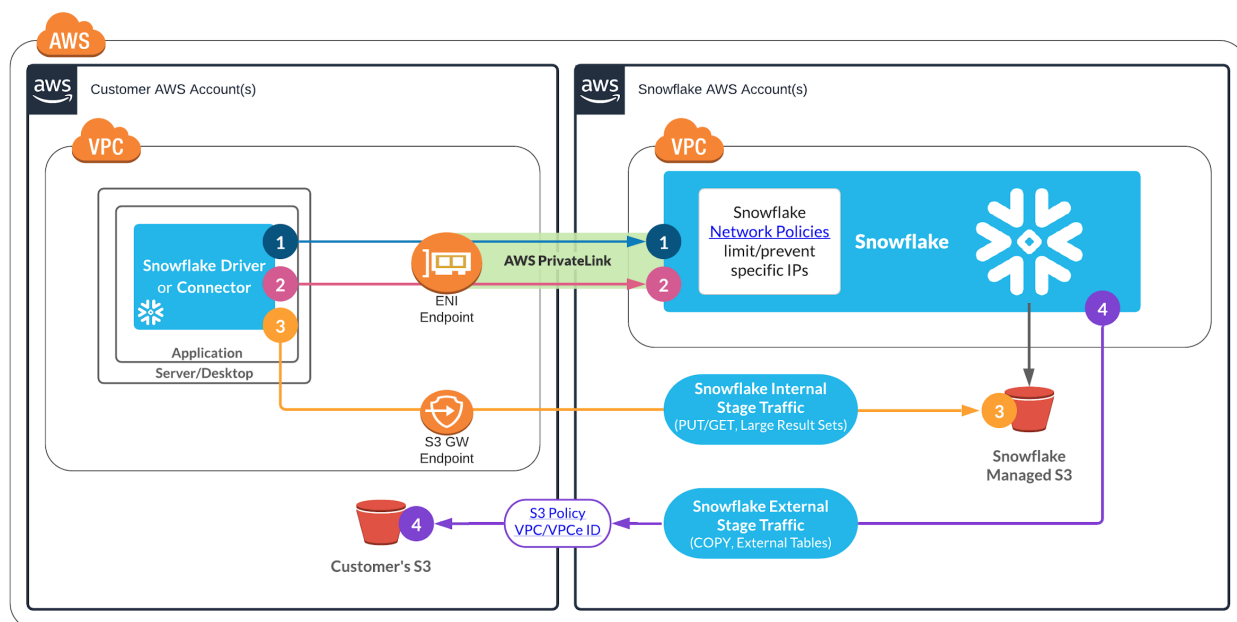 AWS
aws
Customer AWS Account(s)
aws
Snowflake AWS Account(s)
VPC
VPC
Snowflake Driver
or Connector
Application
Server/Desktop
1
2
3
ENI
Endpoint
AWS PrivateLink
1
2
Snowflake
Network Policies
limit/prevent
specific IPs
Snowflake
4
S3 GW
Endpoint
Snowflake Internal
Stage Traffic
(PUT/GET, Large Result Sets)
3
Snowflake
Managed S3
4
Customer's S3
S3 Policy
VPC/VPCe ID
Snowflake External
Stage Traffic
(COPY, External Tables)